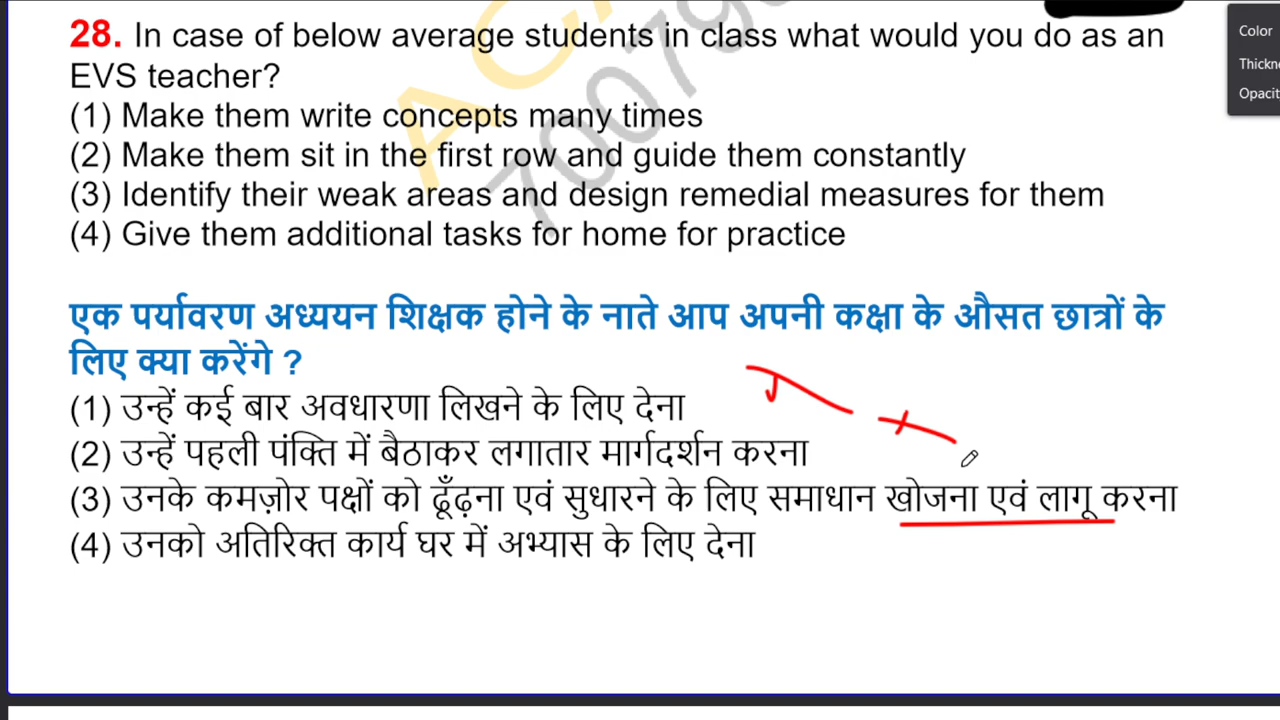 28. In case of below average students in class what would you do as an
EVS teacher?
(1) Make them write concepts many times
(2) Make them sit in the first row and guide them constantly
(3) Identify their weak areas and design remedial measures for them
(4) Give them additional tasks for home for practice
एक पर्यावरण अध्ययन शिक्षक होने के नाते आप अपनी कक्षा के औसत छात्रों के
लिए क्या करेंगे ?
(1) उन्हें कई बार अवधारणा लिखने के लिए देना
(2) उन्हें पहली पंक्ति में बैठाकर लगातार मार्गदर्शन करना
(3) उनके कमज़ोर पक्षों को ढूँढ़ना एवं सुधारने के लिए समाधान खोजना एवं लागू करना
(4) उनको अतिरिक्त कार्य घर में अभ्यास के लिए देना
Color